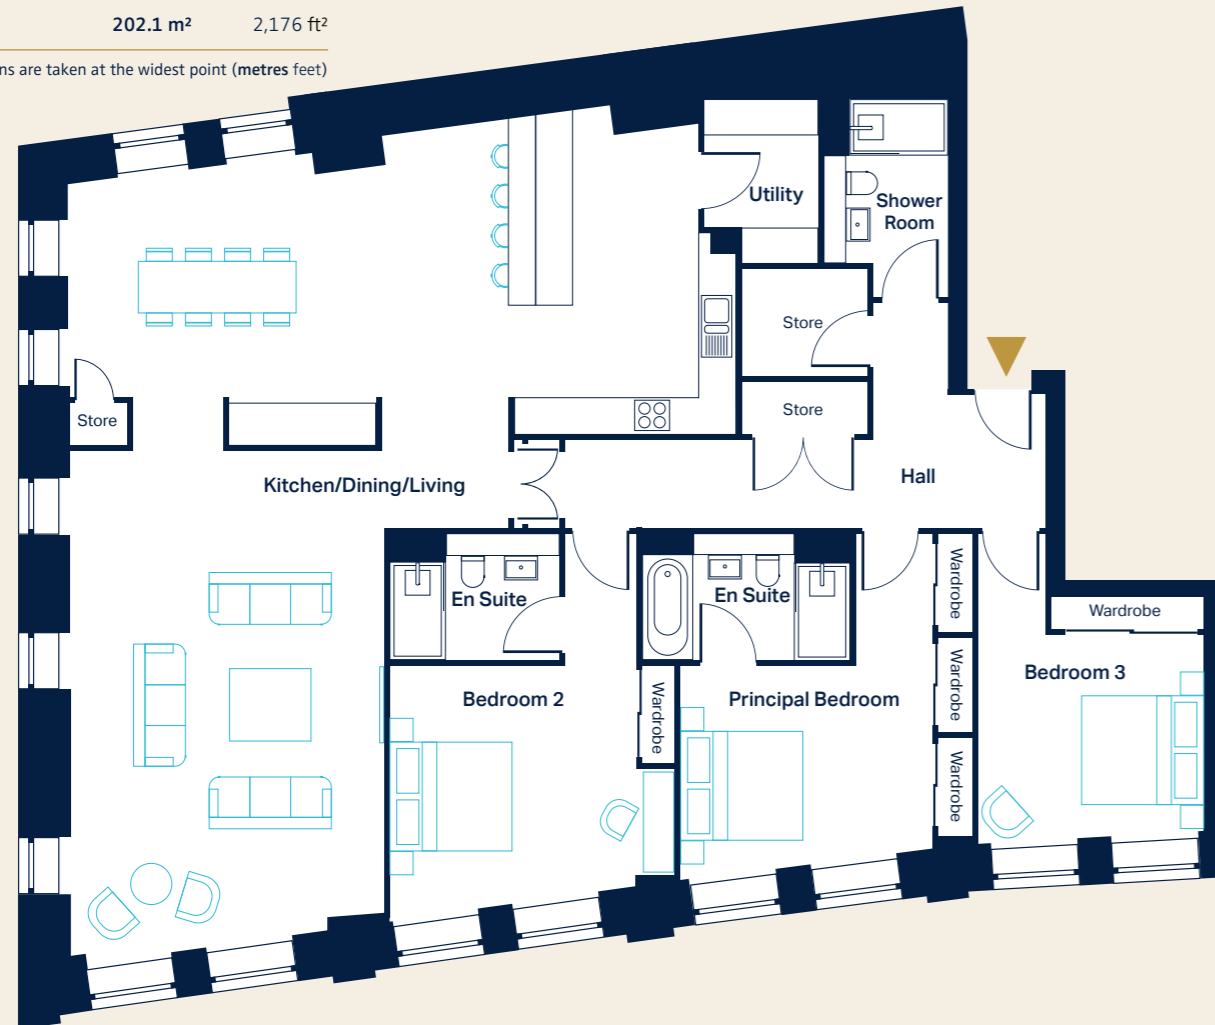 202.1 m² 2,176 ft²
ns are taken at the widest point (metres feet)
Utility
Shower
Room
Store
Store
Store
Hall
Kitchen/Dining/Living
En Suite
En Suite
Wardrobe
Wardrobe
Bedroom 2
Wardrobe
Principal Bedroom
Wardrobe
Bedroom 3
Wardrobe